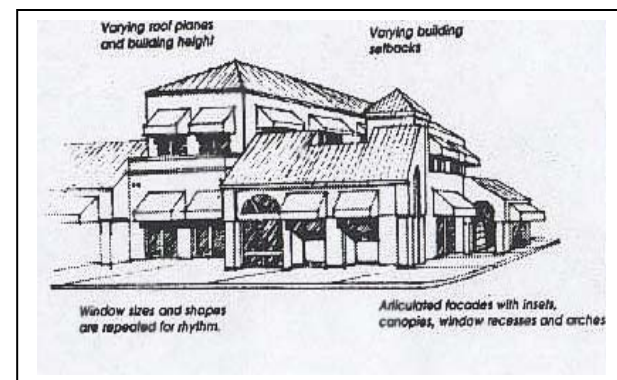 Varying roof planes
and building height
Varying building
setbacks
Window sizes and shapes
are repeated for rhythm.
Articulated facades with insets,
canopies, window recesses and arches